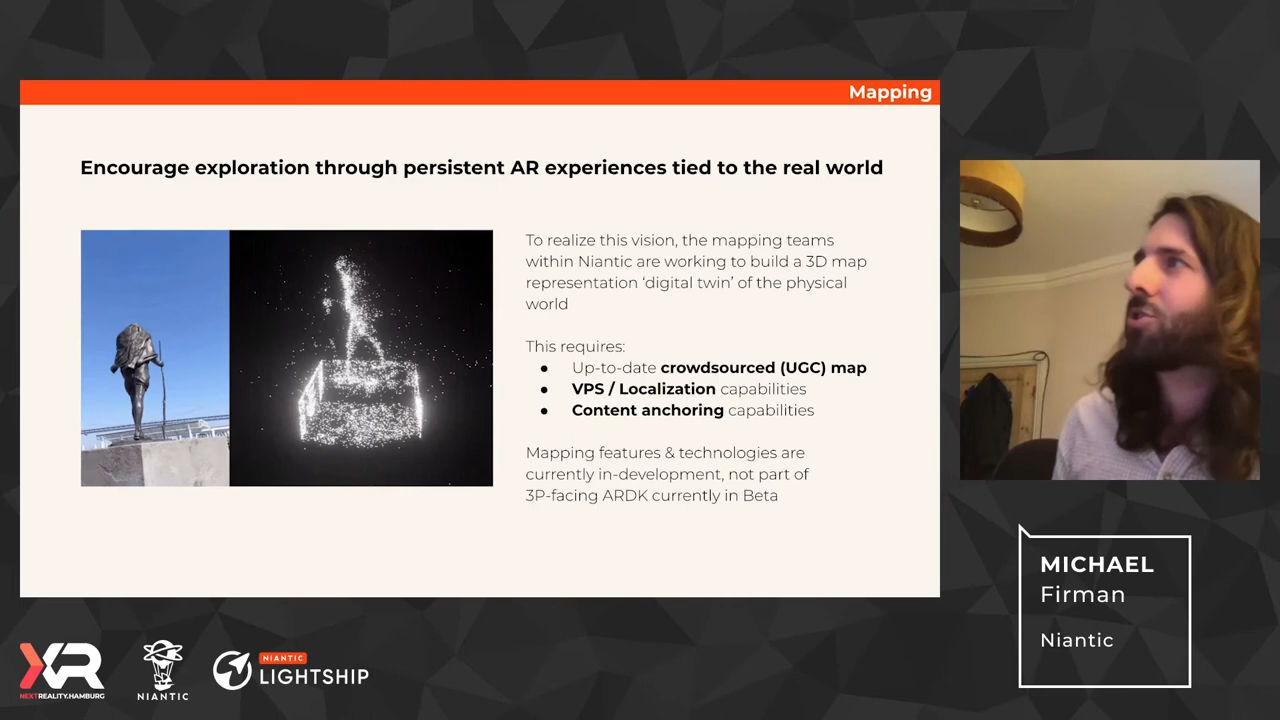 Mapping
Encourage exploration through persistent AR experiences tied to the real world
To realize this vision, the mapping teams
within Niantic are working to build a 3D map
representation ‘digital twin’ of the physical
world
This requires:
● Up-to-date crowdsourced (UGC) map
● VPS / Localization capabilities
● Content anchoring capabilities
Mapping features & technologies are
currently in-development, not part of
3P-facing ARDK currently in Beta
MICHAEL
Firman
Niantic
XR
NEXTREALITY.HAMBURG
NIANTIC
NIANTIC
LIGHTSHIP